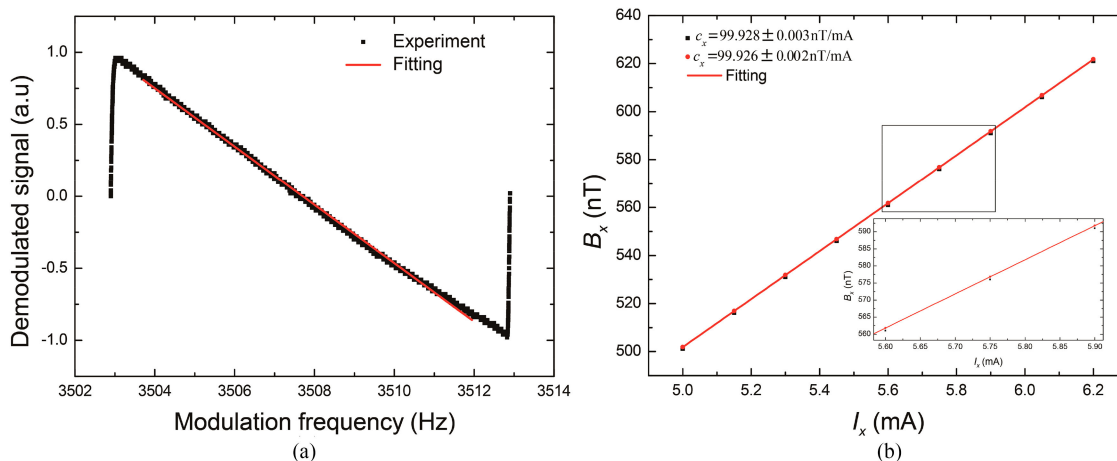 1.0
0.5
0.0
-0.5
-1.0
Demodulated signal (a.u)
Experiment
Fitting
3502 3504 3506 3508 3510 3512 3514
Modulation frequency (Hz)
(a)
640
620
600
580
560
540
520
500
B_x (nT)
c_x=99.928±0.003nT/mA
c_x=99.926±0.002nT/mA
Fitting
590
585
580
575
570
565
560
B_x (nT)
5.60 5.65 5.70 5.75 5.80 5.85 5.90
I_x (mA)
5.0 5.2 5.4 5.6 5.8 6.0 6.2
I_x (mA)
(b)